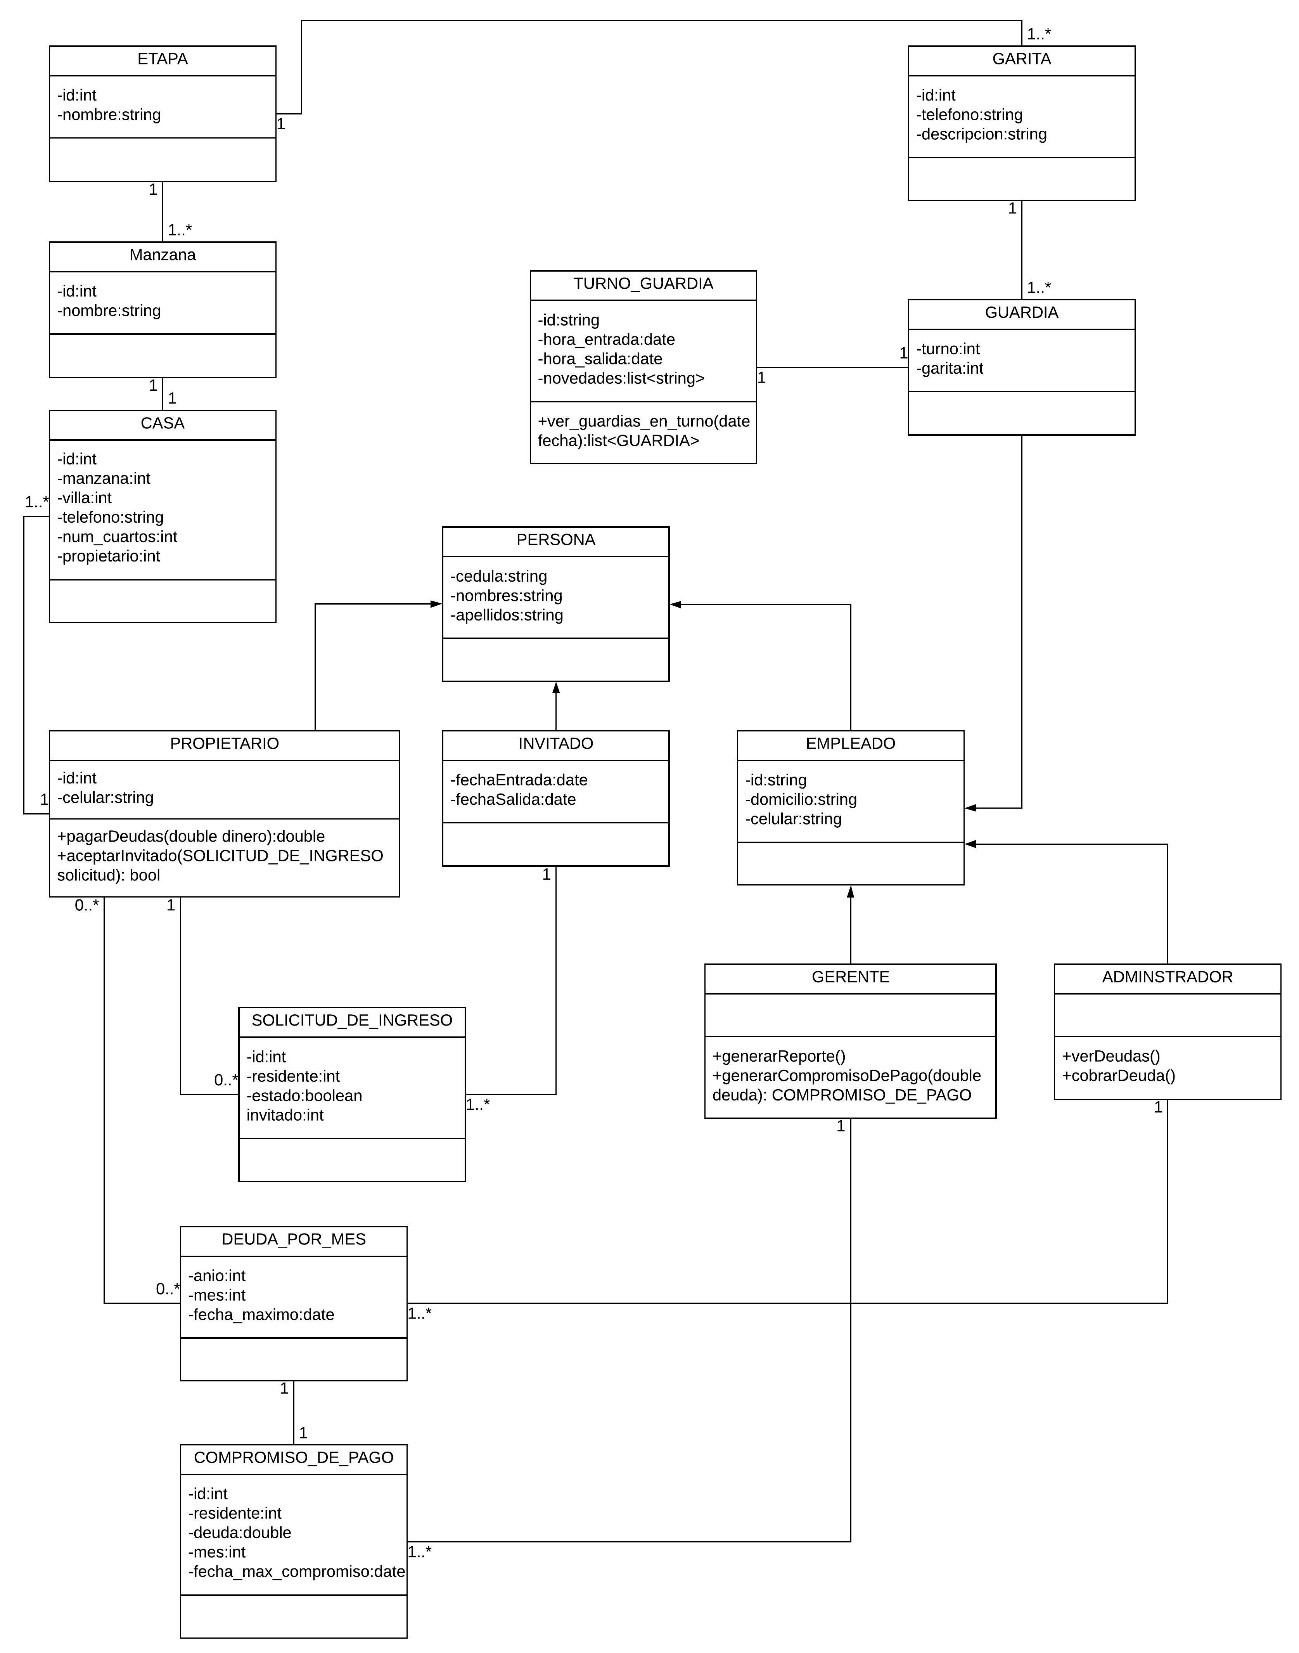 1..*
ETAPA
-id:int
-nombre:string
1
GARITA
-id:int
-telefono:string
-descripcion:string
1
1..*
1
1..*
Manzana
-id:int
-nombre:string
1
1
TURNO_GUARDIA
-id:string
-hora_entrada:date
-hora_salida:date
-novedades:list<string>
+ver_guardias_en_turno(date
fecha):list<GUARDIA>
1
1
GUARDIA
-turno:int
-garita:int
CASA
-id:int
-manzana:int
-villa:int
-telefono:string
-num_cuartos:int
-propietario:int
1..*
PERSONA
-cedula:string
-nombres:string
-apellidos:string
PROPIETARIO
-id:int
-celular:string
+pagarDeudas(double dinero):double
+aceptarInvitado(SOLICITUD_DE_INGRESO
solicitud): bool
1
0..*
1
INVITADO
-fechaEntrada:date
-fechaSalida:date
1
EMPLEADO
-id:string
-domicilio:string
-celular:string
SOLICITUD_DE_INGRESO
-id:int
-residente:int
-estado:boolean
invitado:int
0..*
1..*
GERENTE
+generarReporte()
+generarCompromisoDePago(double
deuda): COMPROMISO_DE_PAGO
1
ADMINSTRADOR
+verDeudas()
+cobrarDeuda()
1
DEUDA_POR_MES
-anio:int
-mes:int
-fecha_maximo:date
0..*
1..*
1
1
COMPROMISO_DE_PAGO
-id:int
-residente:int
-deuda:double
-mes:int
-fecha_max_compromiso:date
1..*